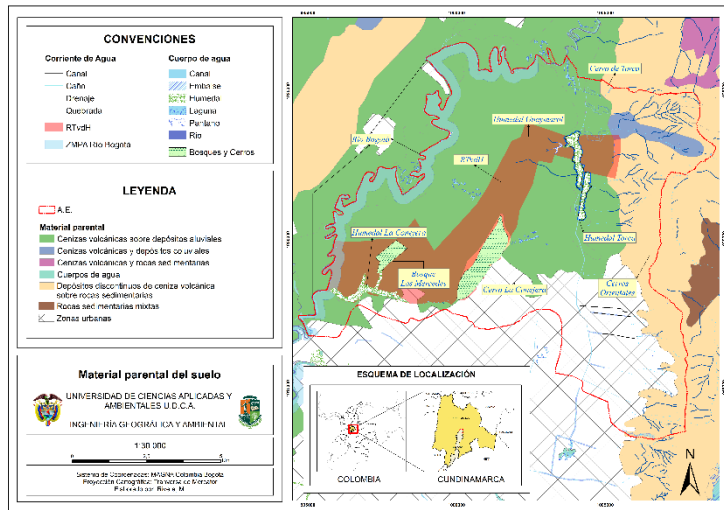 CONVENCIONES
Corriente de Agua
Canal
Caño
Drenaje
Quebrada
RTvdH
ZMPA Río Bogotá
Cuerpo de agua
Canal
Embalse
Humedal
Laguna
Pantano
Río
Bosques y Cerros
LEYENDA
A.E.
Material parental
Cenizas volcánicas sobre depósitos aluviales
Cenizas volcánicas y depósitos coluviales
Cenizas volcánicas y rocas sedimentarias
Cuerpos de agua
Depósitos discontinuos de ceniza volcánica
sobre rocas sedimentarias
Rocas sedimentarias mixtas
Zonas urbanas
Material parental del suelo
UNIVERSIDAD DE CIENCIAS APLICADAS Y
AMBIENTALES U.D.C.A.
INGENIERÍA GEOGRÁFICA Y AMBIENTAL
Sistema de Coordenadas: MAGNA Colombia Bogotá
Proyección Cartográfica: Transversa de Mercator
Cerro de Torca
Humedal Guaymaral
Río Bogotá
RTvdH
Humedal La Conejera
Humedal Torca
Bosque
Las Mercedes
Cerro La Conejera
Cerros
Orientales
ESQUEMA DE LOCALIZACIÓN
COLOMBIA
CUNDINAMARCA
N